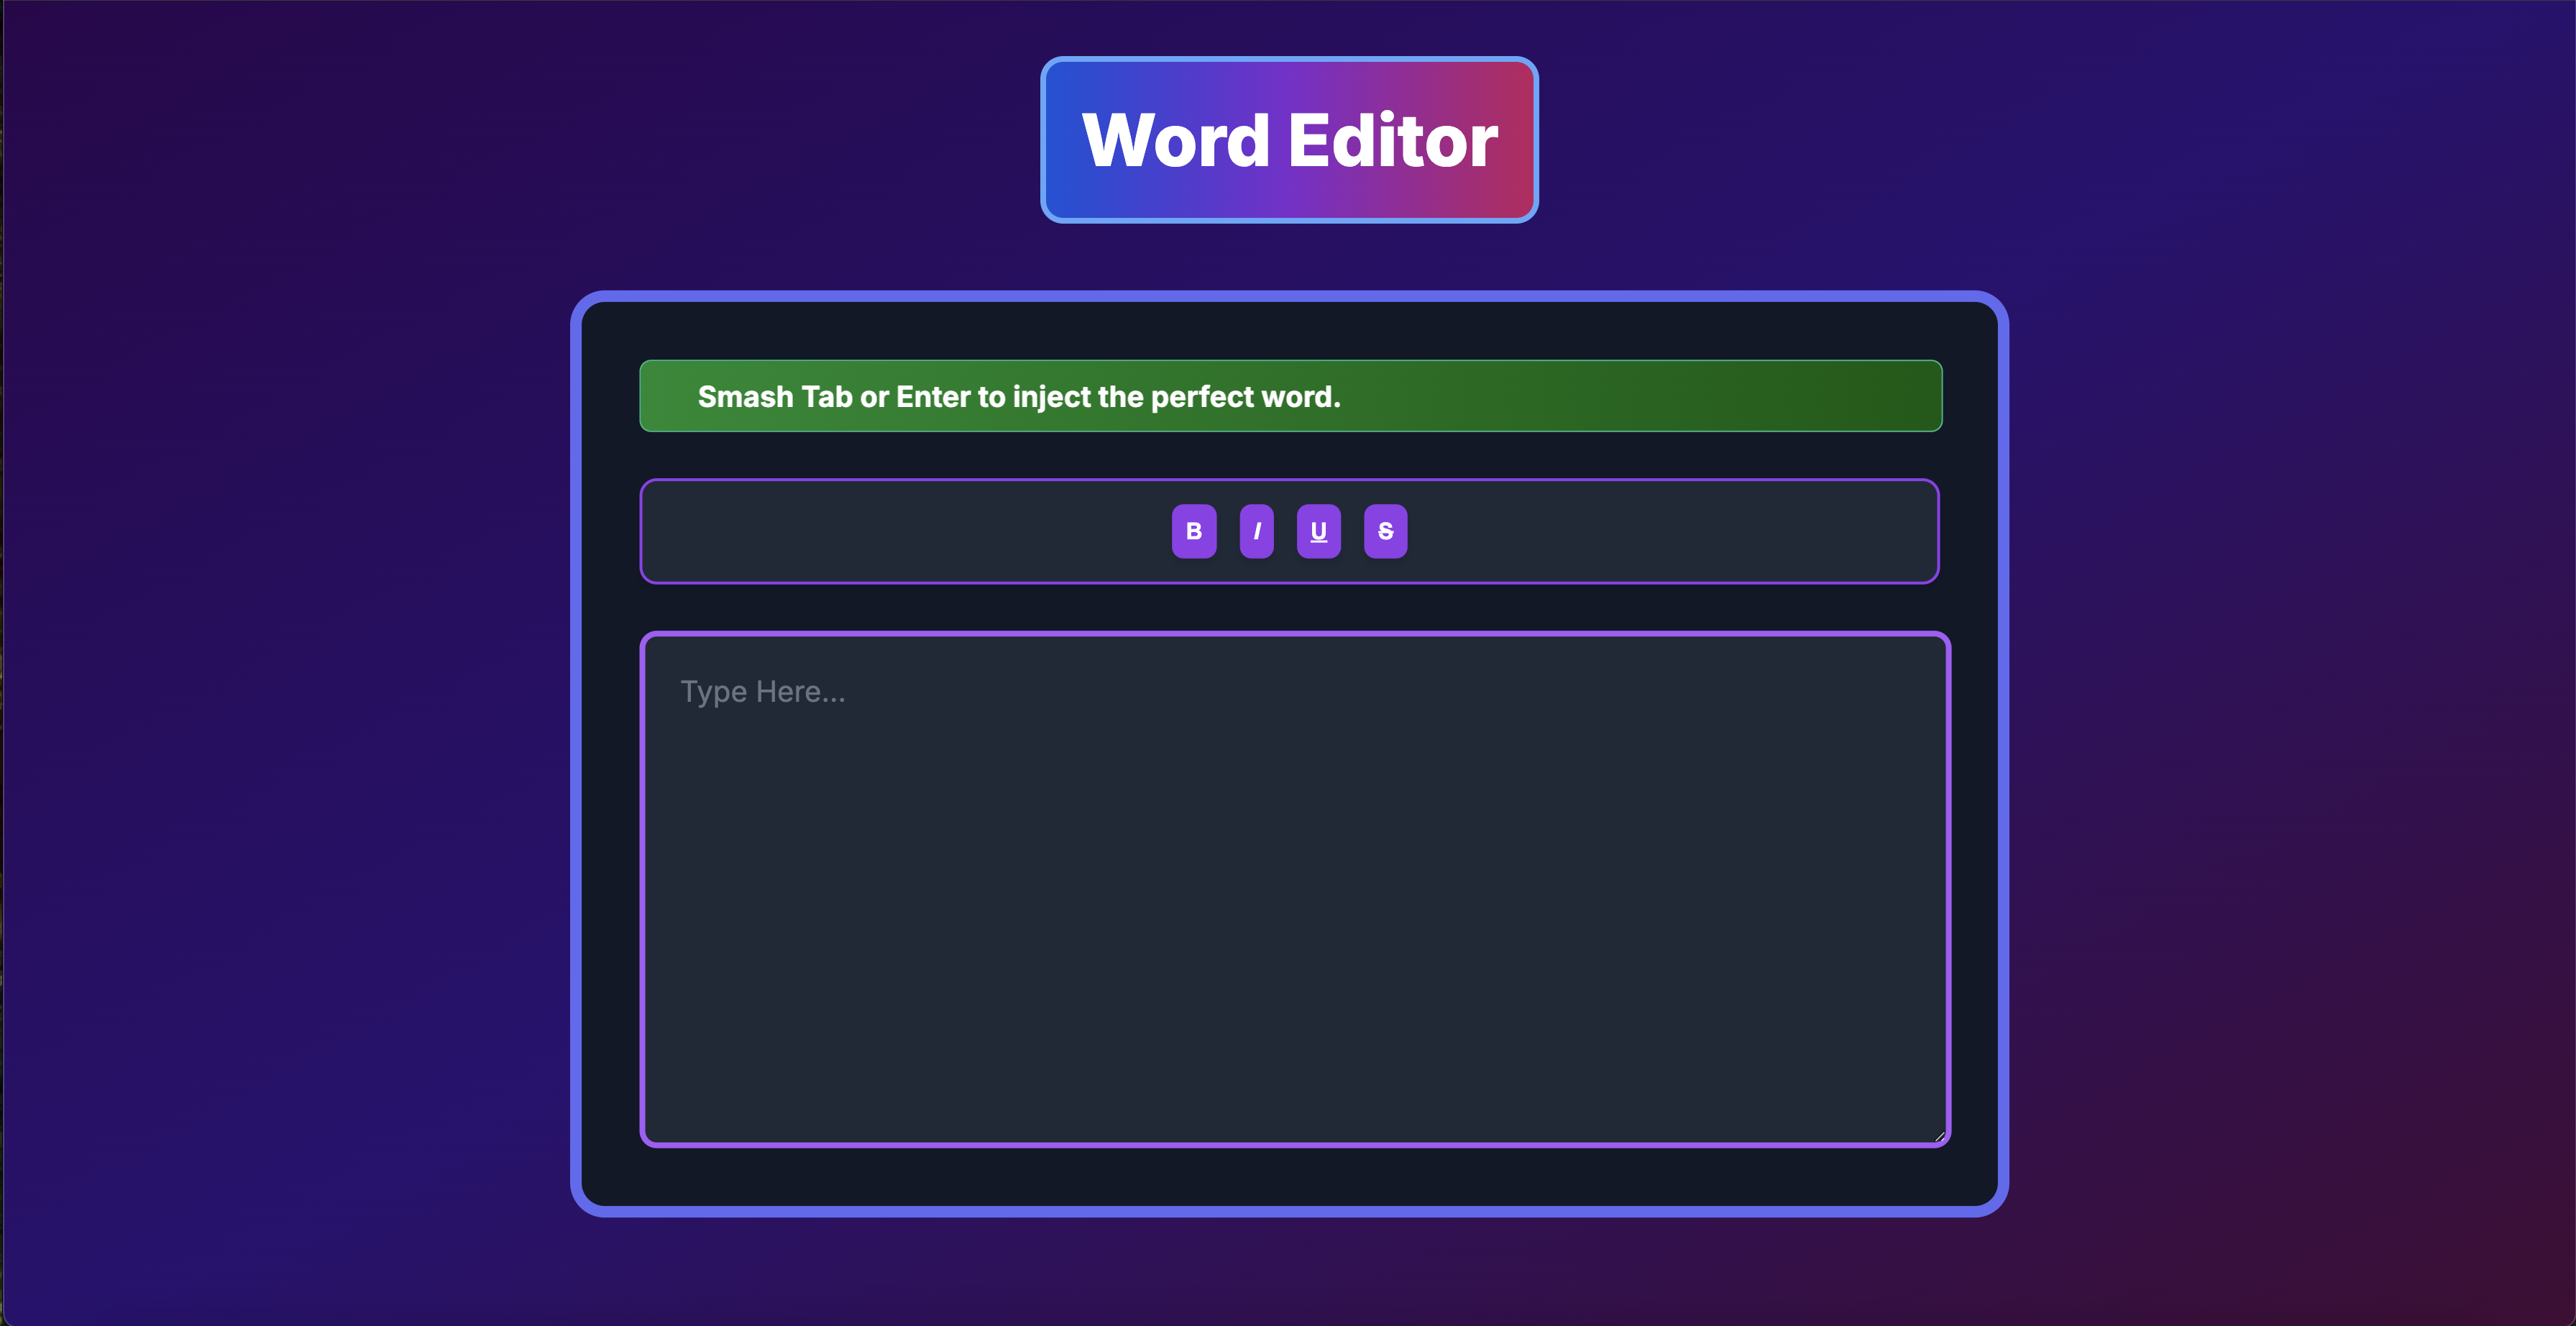 Word Editor
Smash Tab or Enter to inject the perfect word.
B I U S
Type Here...